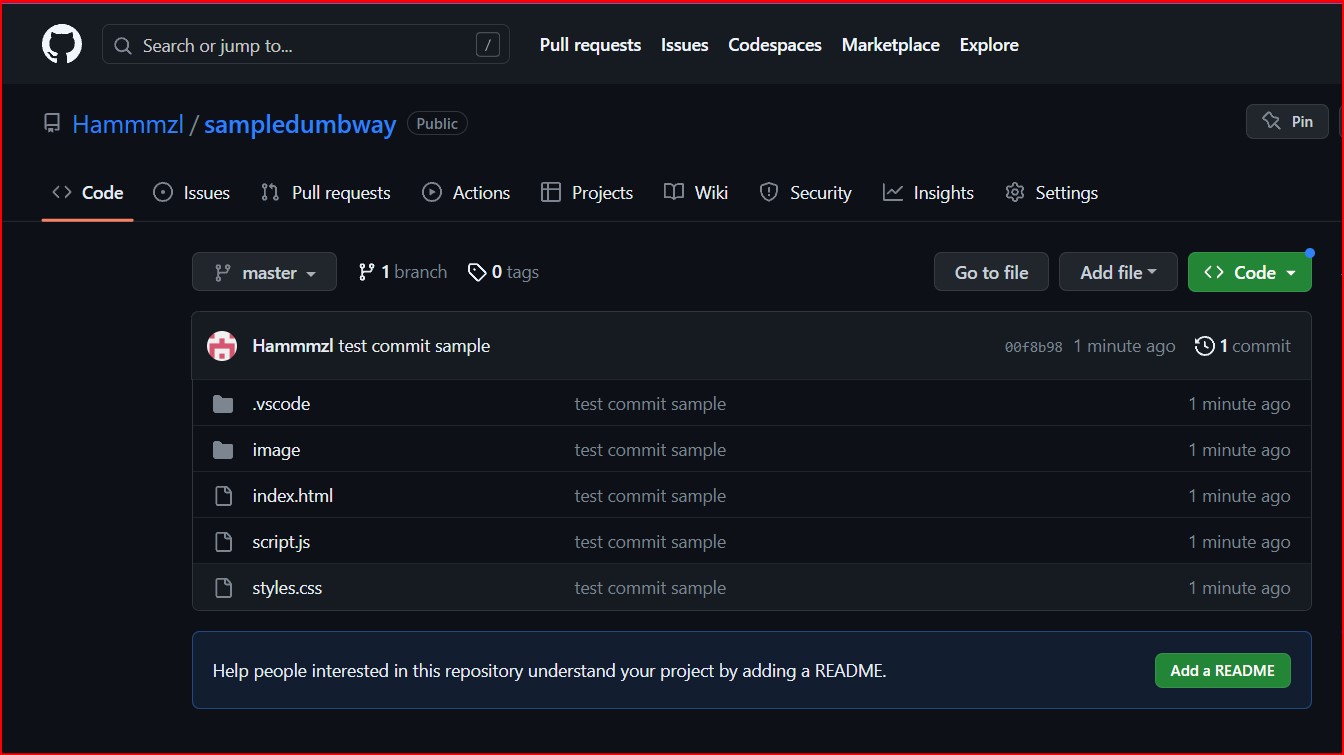 Search or jump to... / Pull requests Issues Codespaces Marketplace Explore
Hammmzl / sampledumbway Public Pin
<> Code Issues Pull requests Actions Projects Wiki Security Insights Settings
master 1 branch 0 tags Go to file Add file <> Code
Hammmzl test commit sample 00f8b98 1 minute ago 1 commit
.vscode test commit sample 1 minute ago
image test commit sample 1 minute ago
index.html test commit sample 1 minute ago
script.js test commit sample 1 minute ago
styles.css test commit sample 1 minute ago
Help people interested in this repository understand your project by adding a README. Add a README